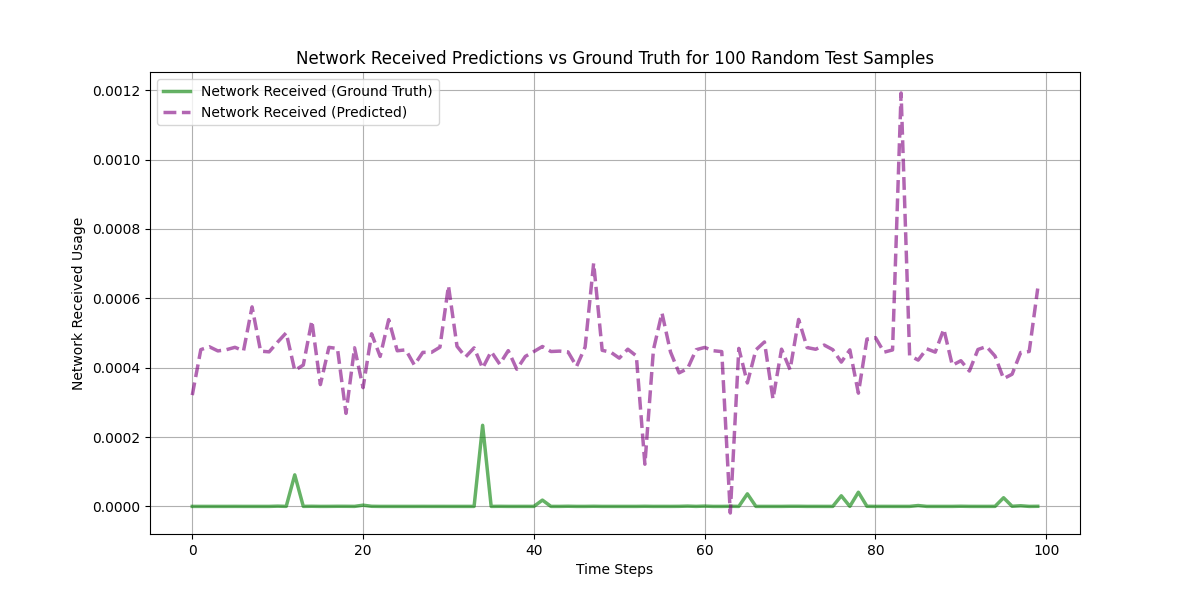 Network Received Predictions vs Ground Truth for 100 Random Test Samples
Network Received (Ground Truth)
Network Received (Predicted)
Network Received Usage
0.0012
0.0010
0.0008
0.0006
0.0004
0.0002
0.0000
0 20 40 60 80 100
Time Steps